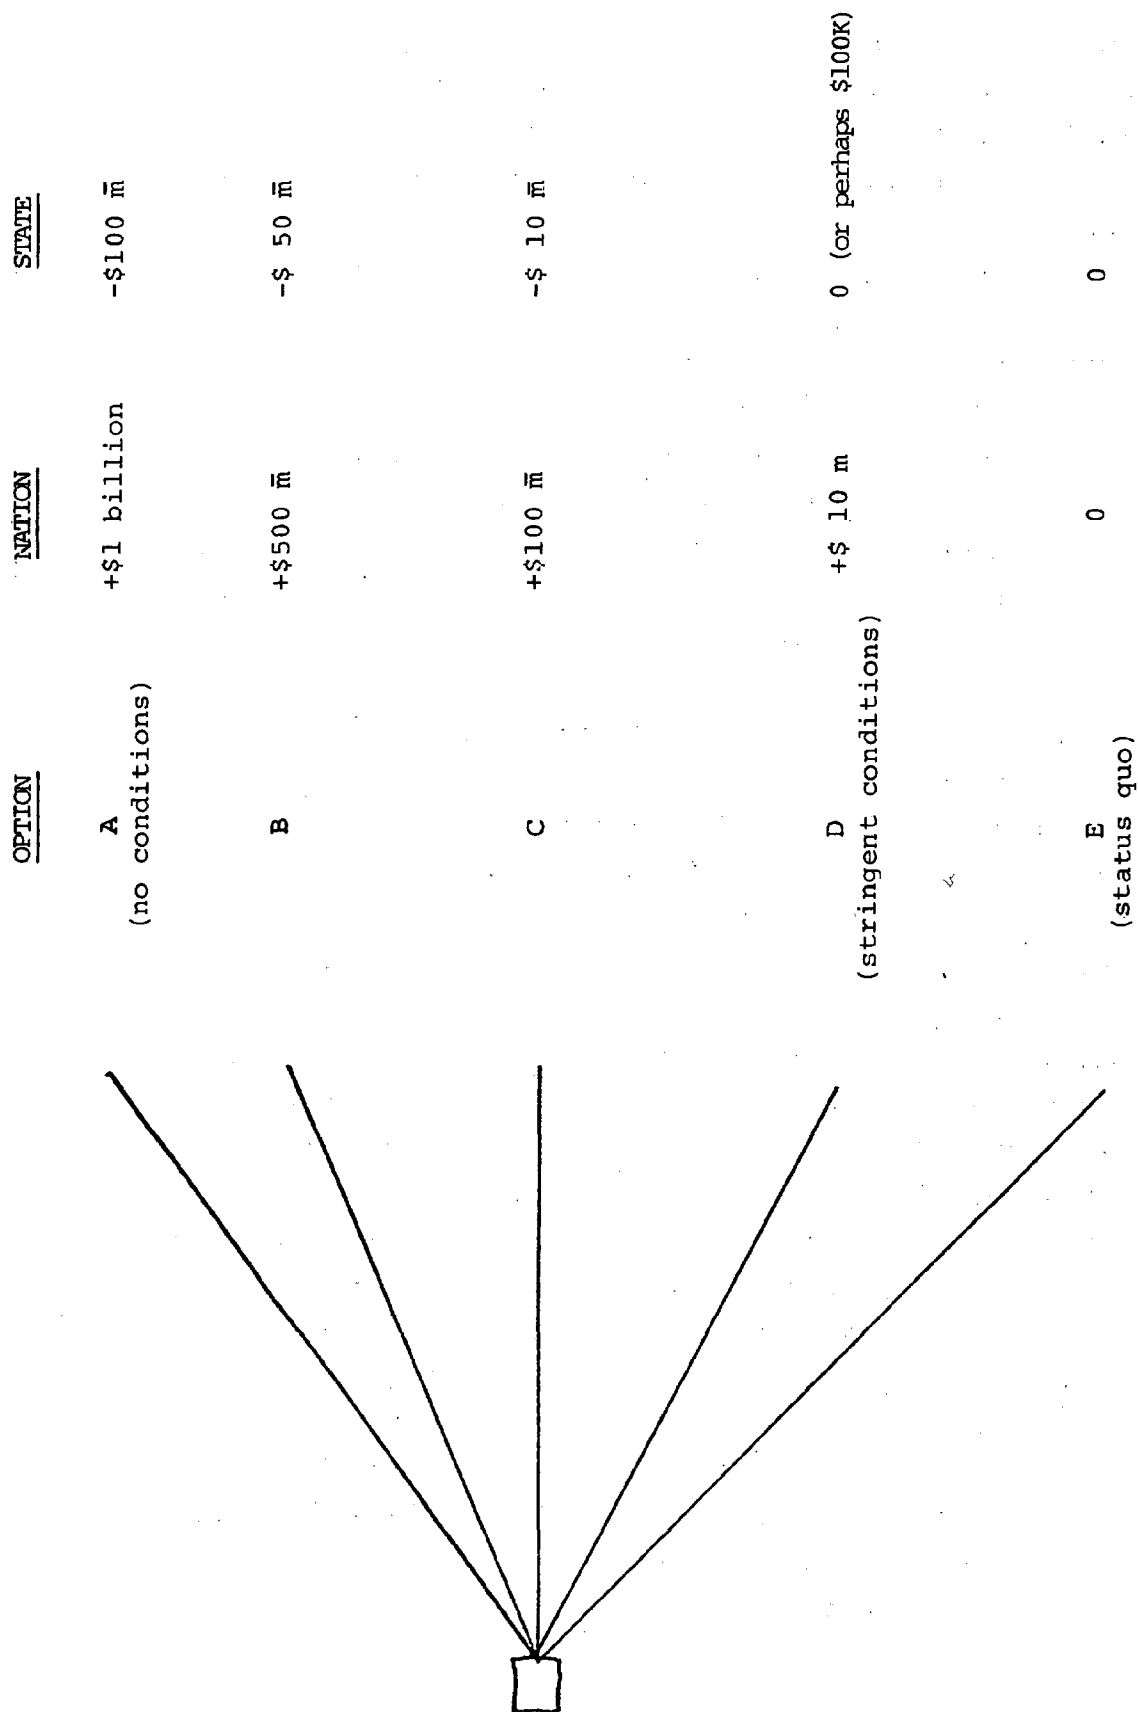 OPTION NATION STATE
A +$1 billion -$100 m̅
(no conditions)
B +$500 m̅ -$ 50 m̅
C +$100 m̅ -$ 10 m̅
D +$ 10 m 0 (or perhaps $100K)
(stringent conditions)
E 0 0
(status quo)